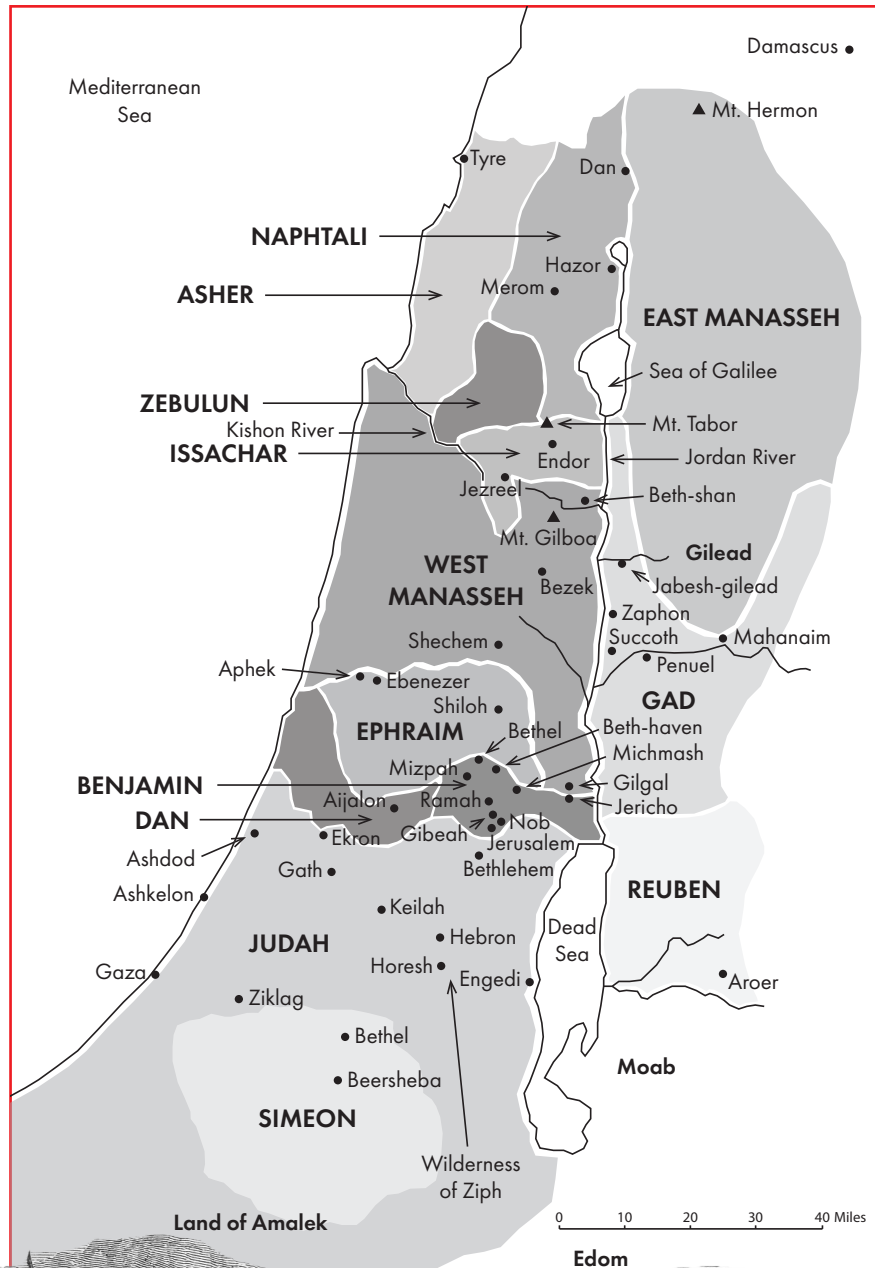 Damascus
Mediterranean
Sea
Mt. Hermon
Tyre
Dan
NAPHTALI
Hazor
ASHER
Merom
EAST MANASSEH
Sea of Galilee
ZEBULUN
Mt. Tabor
Kishon River
ISSACHAR
Endor
Jordan River
Jezreel
Beth-shan
Mt. Gilboa
Gilead
WEST
MANASSEH
Bezek
Jabesh-gilead
Zaphon
Succoth
Mahanaim
Shechem
Penuel
Aphek
Ebenezer
GAD
Shiloh
EPHRAIM
Bethel
Beth-haven
Michmash
Mizpah
BENJAMIN
Gilgal
Aijalon
Ramah
Jericho
DAN
Gibeah
Nob
Ekron
Jerusalem
Ashdod
Gath
Bethlehem
Ashkelon
REUBEN
Keilah
Dead
Sea
JUDAH
Hebron
Horesh
Gaza
Engedi
Aroer
Ziklag
Bethel
Moab
Beersheba
SIMEON
Wilderness
of Ziph
Land of Amalek
0 10 20 30 40 Miles
Edom